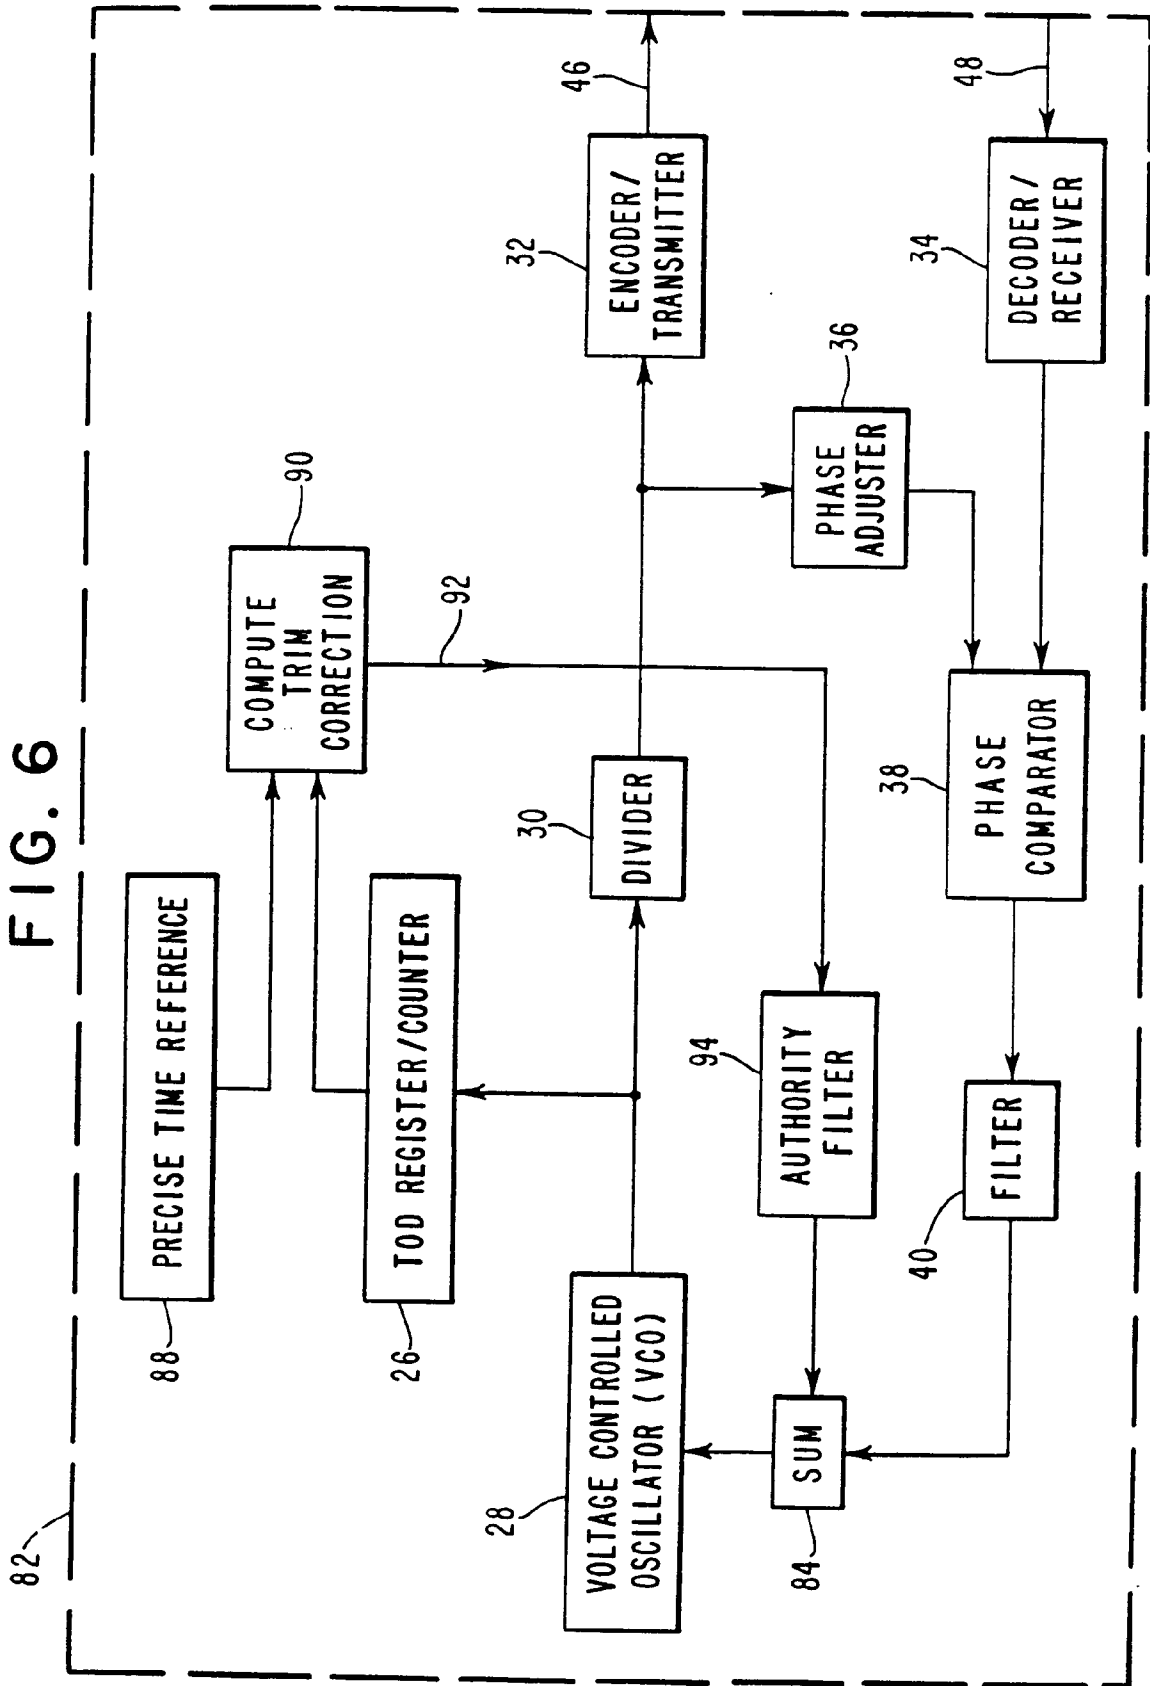 FIG. 6
82
88
PRECISE TIME REFERENCE
26
TOD REGISTER/COUNTER
90
COMPUTE
TRIM
CORRECTION
92
28
VOLTAGE CONTROLLED
OSCILLATOR (VCO)
30
DIVIDER
32
ENCODER/
TRANSMITTER
46
84
SUM
94
AUTHORITY
FILTER
36
PHASE
ADJUSTER
40
FILTER
38
PHASE
COMPARATOR
34
DECODER/
RECEIVER
48